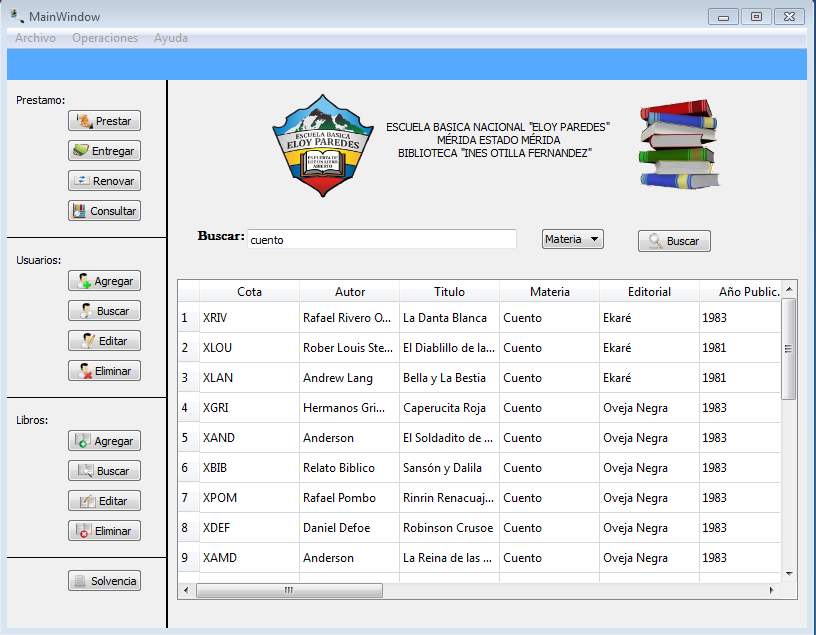 MainWindow
Archivo Operaciones Ayuda
Prestamo:
Prestar
Entregar
Renovar
Consultar
Usuarios:
Agregar
Buscar
Editar
Eliminar
Libros:
Agregar
Buscar
Editar
Eliminar
Solvencia
ESCUELA BASICA
ELOY PAREDES
ES PUERTA DE
LUZ UN LIBRO
ABIERTO
ESCUELA BASICA NACIONAL "ELOY PAREDES"
MÉRIDA ESTADO MÉRIDA
BIBLIOTECA "INES OTILLA FERNANDEZ"
Buscar: cuento Materia Buscar
Cota Autor Titulo Materia Editorial Año Public.
1 XRIV Rafael Rivero O... La Danta Blanca Cuento Ekaré 1983
2 XLOU Rober Louis Ste... El Diablillo de la... Cuento Ekaré 1981
3 XLAN Andrew Lang Bella y La Bestia Cuento Ekaré 1981
4 XGRI Hermanos Gri... Caperucita Roja Cuento Oveja Negra 1983
5 XAND Anderson El Soldadito de ... Cuento Oveja Negra 1983
6 XBIB Relato Biblico Sansón y Dalila Cuento Oveja Negra 1983
7 XPOM Rafael Pombo Rinrin Renacuaj... Cuento Oveja Negra 1983
8 XDEF Daniel Defoe Robinson Crusoe Cuento Oveja Negra 1983
9 XAMD Anderson La Reina de las ... Cuento Oveja Negra 1983